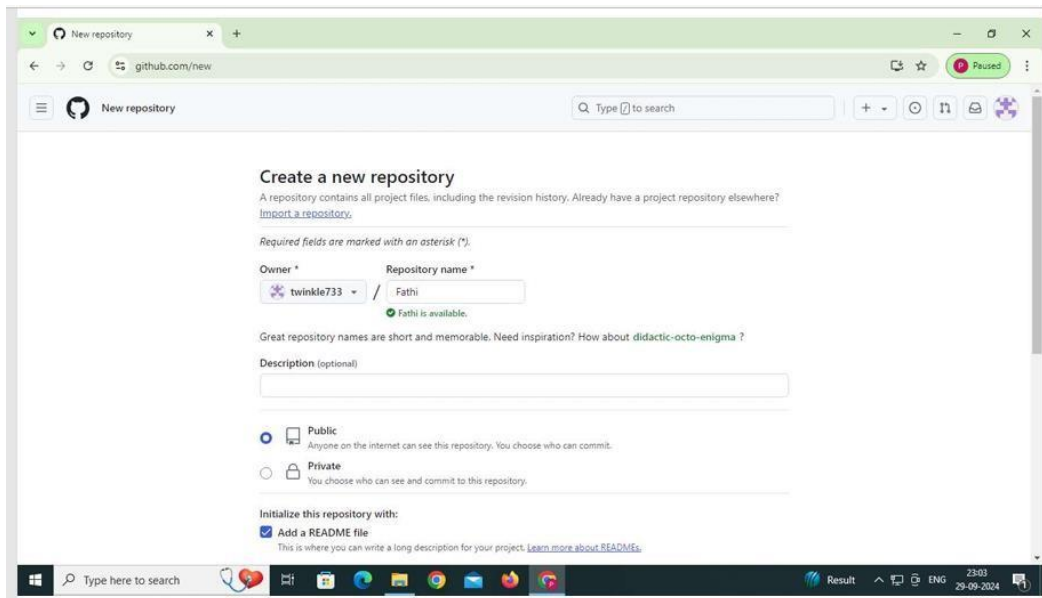 New repository
github.com/new
P Paused
New repository
Type / to search
Create a new repository
A repository contains all project files, including the revision history. Already have a project repository elsewhere?
Import a repository.
Required fields are marked with an asterisk (*).
Owner * Repository name *
twinkle733 / Fathi
Fathi is available.
Great repository names are short and memorable. Need inspiration? How about didactic-octo-enigma ?
Description (optional)
Public
Anyone on the internet can see this repository. You choose who can commit.
Private
You choose who can see and commit to this repository.
Initialize this repository with:
Add a README file
This is where you can write a long description for your project. Learn more about READMEs.
Type here to search
Result
ENG
23:03
29-09-2024